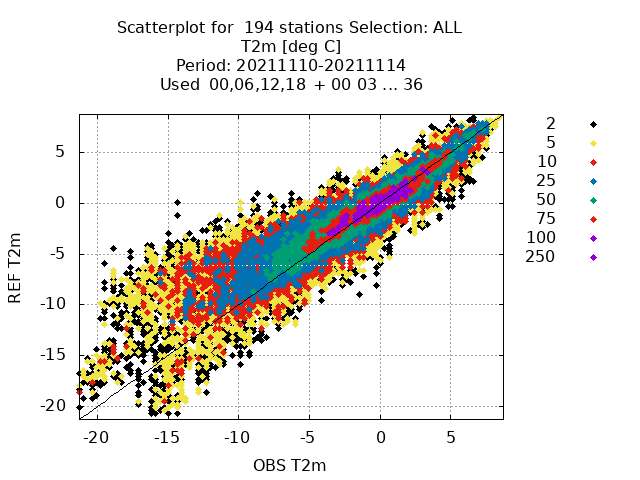 Scatterplot for  194 stations Selection: ALL
T2m [deg C]
Period: 20211110-20211114
Used  00,06,12,18 + 00 03 ... 36
2
5
10
25
50
75
100
250
REF T2m
5
0
-5
-10
-15
-20
-20 -15 -10 -5 0 5
OBS T2m